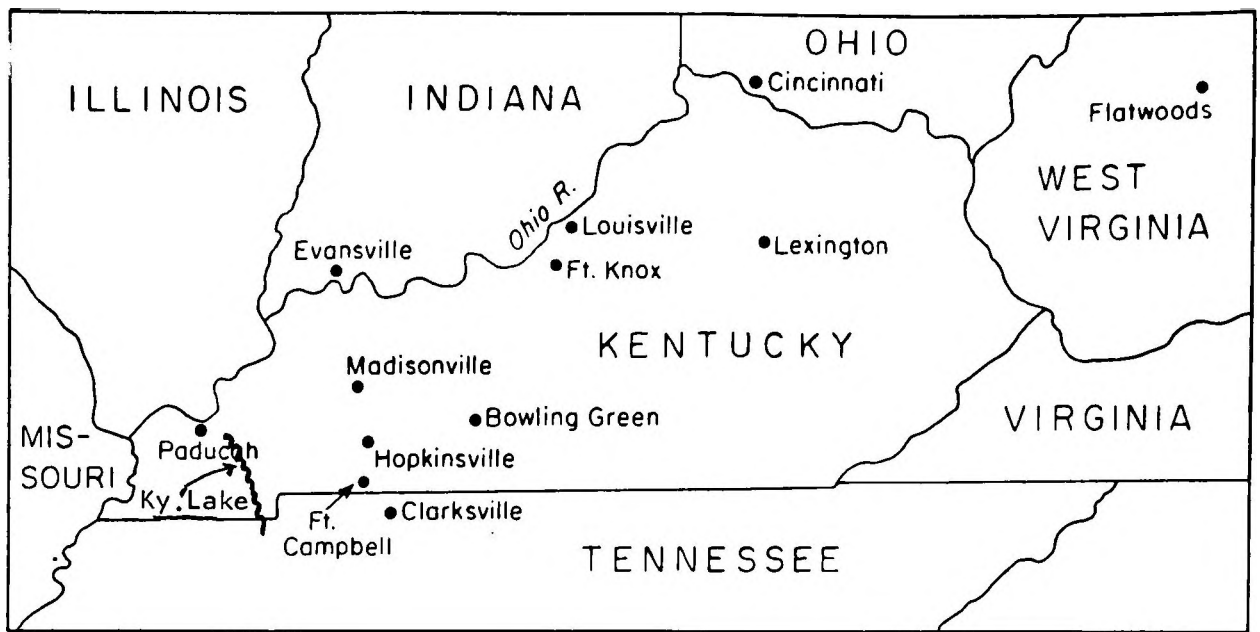 OHIO
Cincinnati
ILLINOIS
INDIANA
Flatwoods
WEST
VIRGINIA
Ohio R.
Louisville
Evansville
Lexington
Ft. Knox
KENTUCKY
Madisonville
Bowling Green
VIRGINIA
MIS-
SOURI
Paducah
Hopkinsville
Ky. Lake
Clarksville
Ft.
Campbell
TENNESSEE